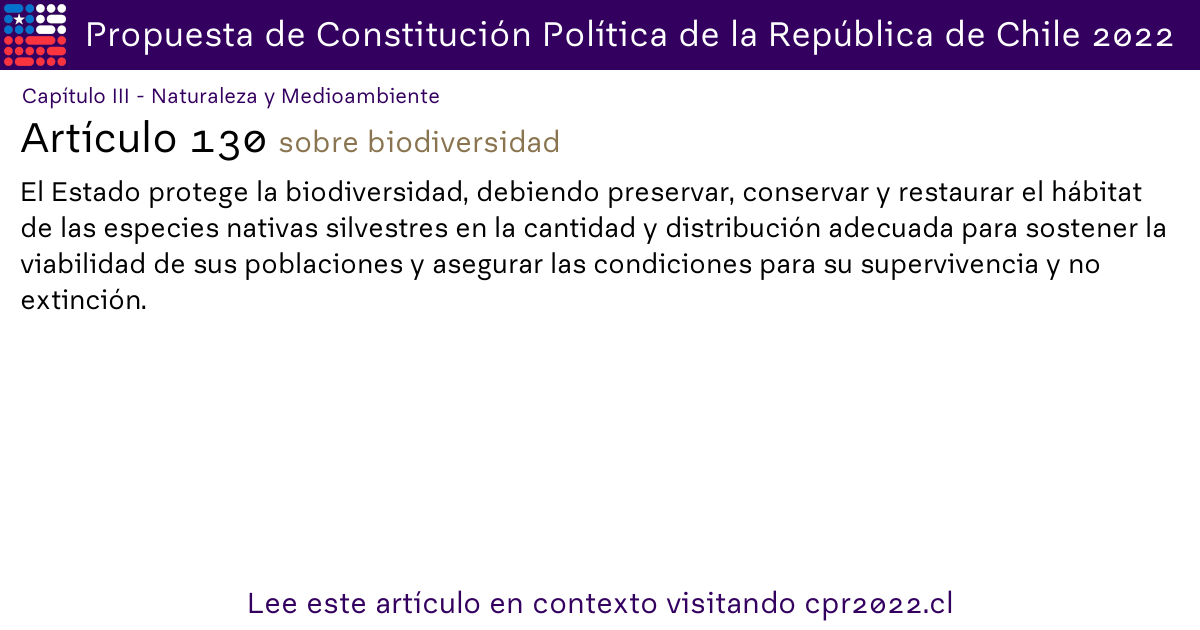 Propuesta de Constitución Política de la República de Chile 2022
Capítulo III - Naturaleza y Medioambiente
Artículo 130 sobre biodiversidad
El Estado protege la biodiversidad, debiendo preservar, conservar y restaurar el hábitat
de las especies nativas silvestres en la cantidad y distribución adecuada para sostener la
viabilidad de sus poblaciones y asegurar las condiciones para su supervivencia y no
extinción.
Lee este artículo en contexto visitando cpr2022.cl